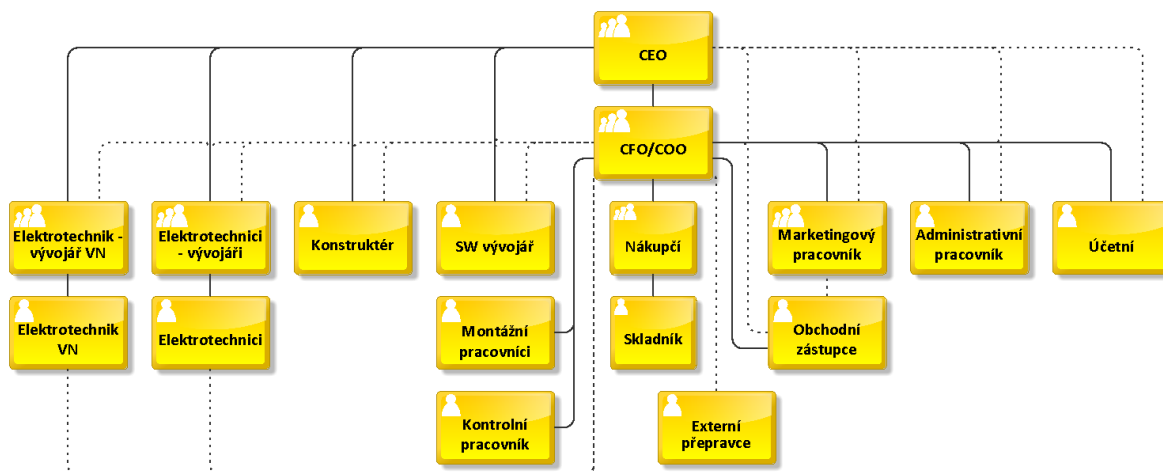 CEO
CFO/COO
Elektrotechnik -
vývojář VN
Elektrotechnici
- vývojáři
Konstruktér
SW vývojář
Nákupčí
Marketingový
pracovník
Administrativní
pracovník
Účetní
Elektrotechnik
VN
Elektrotechnici
Montážní
pracovníci
Skladník
Obchodní
zástupce
Kontrolní
pracovník
Externí
přepravce